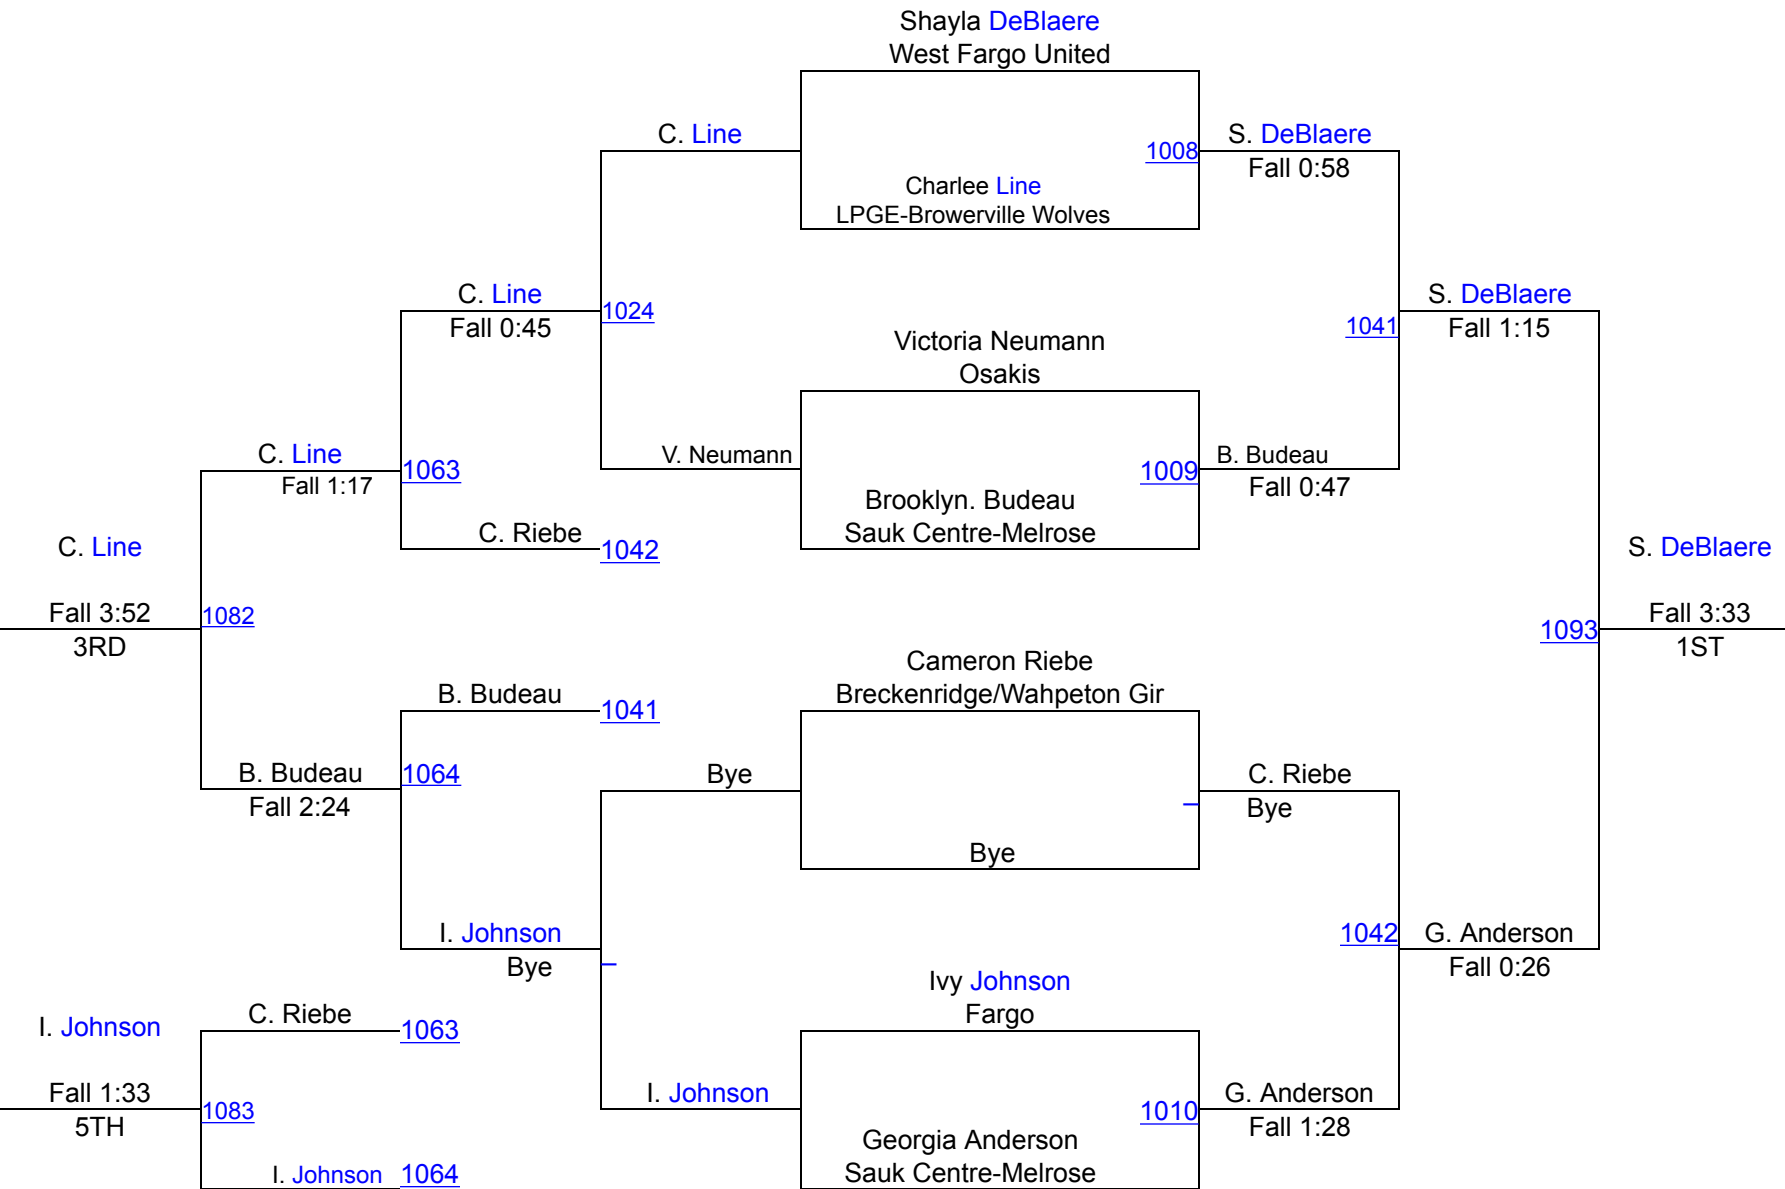 Shayla DeBlaere
West Fargo United
C. Line
1008
S. DeBlaere
Fall 0:58
Charlee Line
LPGE-Browerville Wolves
C. Line
Fall 0:45
1024
S. DeBlaere
Fall 1:15
1041
Victoria Neumann
Osakis
C. Line
Fall 1:17
1063
V. Neumann
1009
B. Budeau
Fall 0:47
Brooklyn. Budeau
Sauk Centre-Melrose
C. Riebe
1042
C. Line
Fall 3:52
3RD
1082
S. DeBlaere
Fall 3:33
1ST
1093
Cameron Riebe
Breckenridge/Wahpeton Gir
B. Budeau
1041
B. Budeau
Fall 2:24
1064
Bye
C. Riebe
Bye
Bye
I. Johnson
Bye
1042
G. Anderson
Fall 0:26
Ivy Johnson
Fargo
I. Johnson
Fall 1:33
5TH
C. Riebe
1063
1083
I. Johnson
1010
G. Anderson
Fall 1:28
Georgia Anderson
Sauk Centre-Melrose
I. Johnson
1064